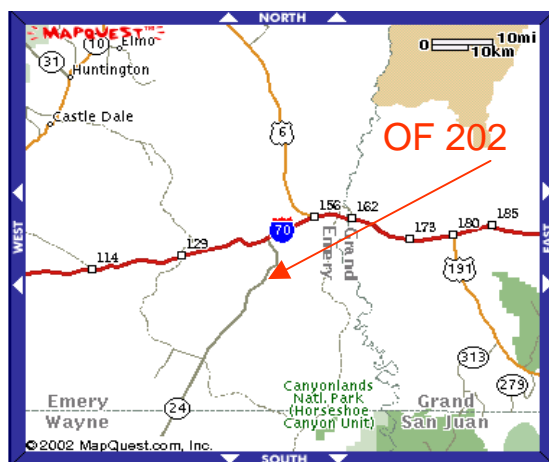 NORTH
MAPQUEST™
10
Elmo
31
Huntington
Castle Dale
6
0 10mi
10km
OF 202
WEST
EAST
114
129
70
156
162
173
180
185
Emery
Grand
191
313
279
24
Emery
Wayne
Canyonlands
Natl. Park
(Horseshoe
Canyon Unit)
Grand
San Juan
©2002 MapQuest.com, Inc.
SOUTH